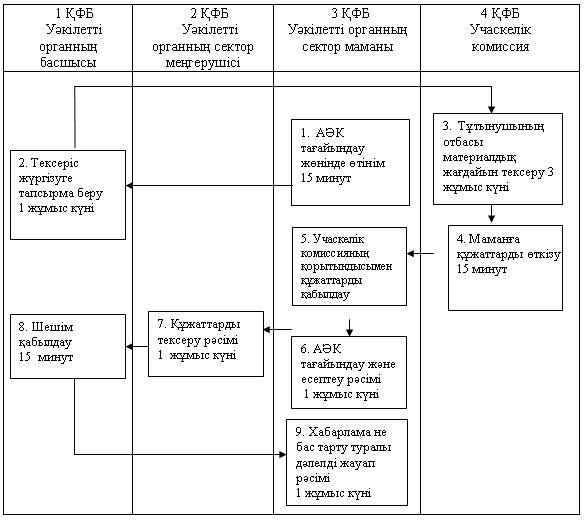 1 ҚФБ
Уәкілетті
органның
басшысы
2 ҚФБ
Уәкілетті
органның сектор
меңгерушісі
3 ҚФБ
Уәкілетті органның
сектор маманы
4 ҚФБ
Учаскелік
комиссия
1. АӘК
тағайындау
жөнінде өтінім
15 минут
2. Тексеріс
жүргізуге
тапсырма беру
1 жұмыс күні
3. Тұтынушының
отбасы
материалдық
жағдайын тексеру 3
жұмыс күні
4. Маманға
құжаттарды өткізу
15 минут
5. Учаскелік
комиссияның
қорытындысымен
құжаттарды
қабылдау
6. АӘК
тағайындау және
есептеу рәсімі
1 жұмыс күні
7. Құжаттарды
тексеру рәсімі
1 жұмыс күні
8. Шешім
қабылдау
15 минут
9. Хабарлама не
бас тарту туралы
дәлелді жауап
рәсімі
1 жұмыс күні